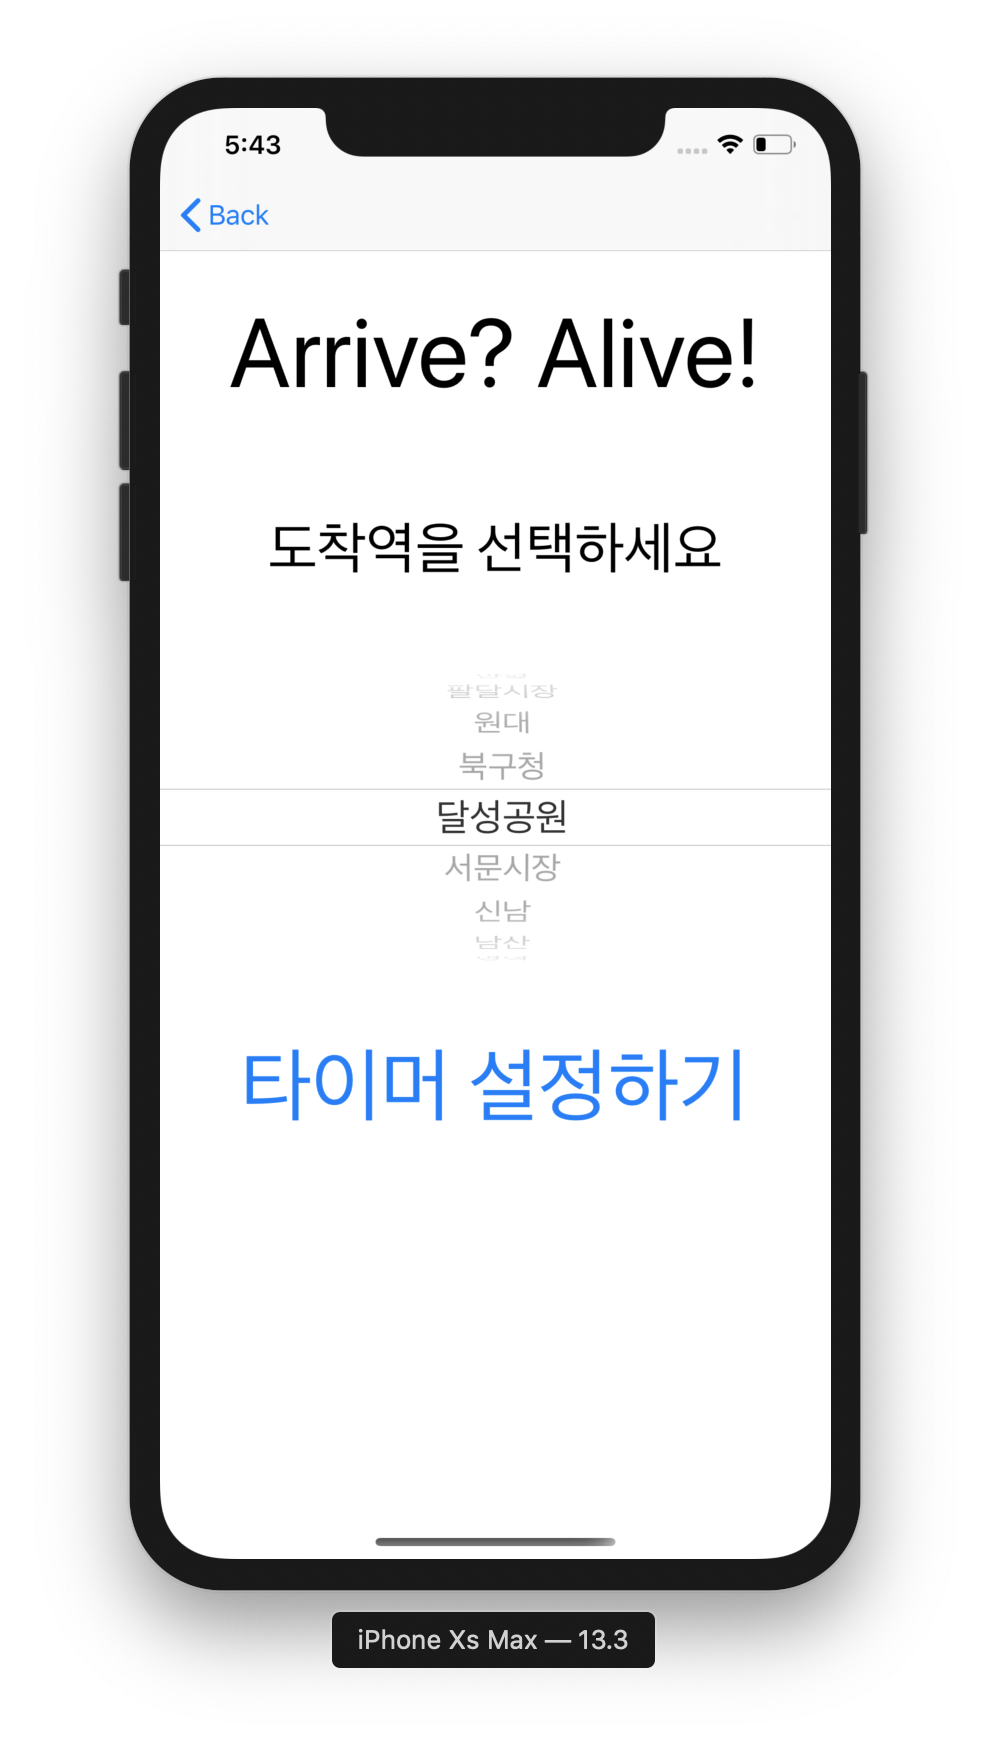 5:43
Back
Arrive? Alive!
도착역을 선택하세요
팔달시장
원대
북구청
달성공원
서문시장
신남
남산
타이머 설정하기
iPhone Xs Max — 13.3